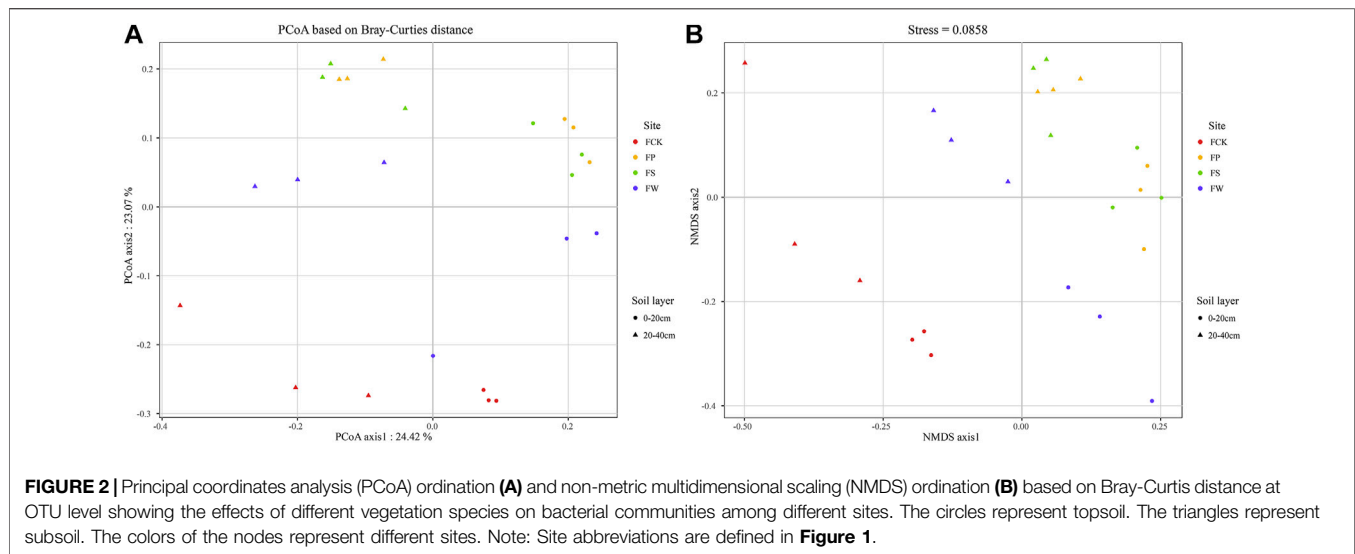 A
PCoA based on Bray-Curties distance
0.2
0.1
0.0
-0.1
-0.2
-0.3
PCoA axis2 : 23.07 %
-0.4
-0.2
0.0
0.2
PCoA axis1 : 24.42 %
Site
FCK
FP
FS
FW
Soil layer
0-20cm
20-40cm
B
Stress = 0.0858
0.2
0.0
-0.2
-0.4
NMDS axis2
-0.50
-0.25
0.00
0.25
NMDS axis1
Site
FCK
FP
FS
FW
Soil layer
0-20cm
20-40cm
FIGURE 2 | Principal coordinates analysis (PCoA) ordination (A) and non-metric multidimensional scaling (NMDS) ordination (B) based on Bray-Curtis distance at
OTU level showing the effects of different vegetation species on bacterial communities among different sites. The circles represent topsoil. The triangles represent
subsoil. The colors of the nodes represent different sites. Note: Site abbreviations are defined in Figure 1.